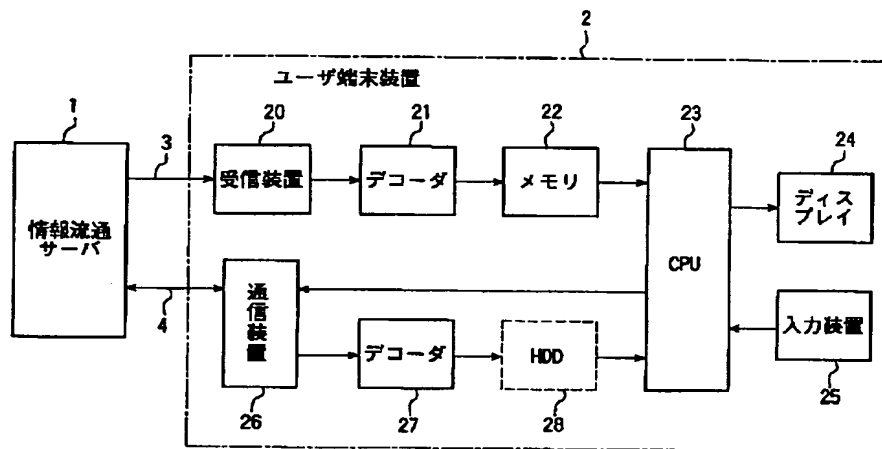 2
ユーザ端末装置
1
3
20
21
22
23
24
受信装置
デコーダ
メモリ
ディス
プレイ
情報流通
サーバ
CPU
4
通信装置
デコーダ
HDD
入力装置
26
27
28
25